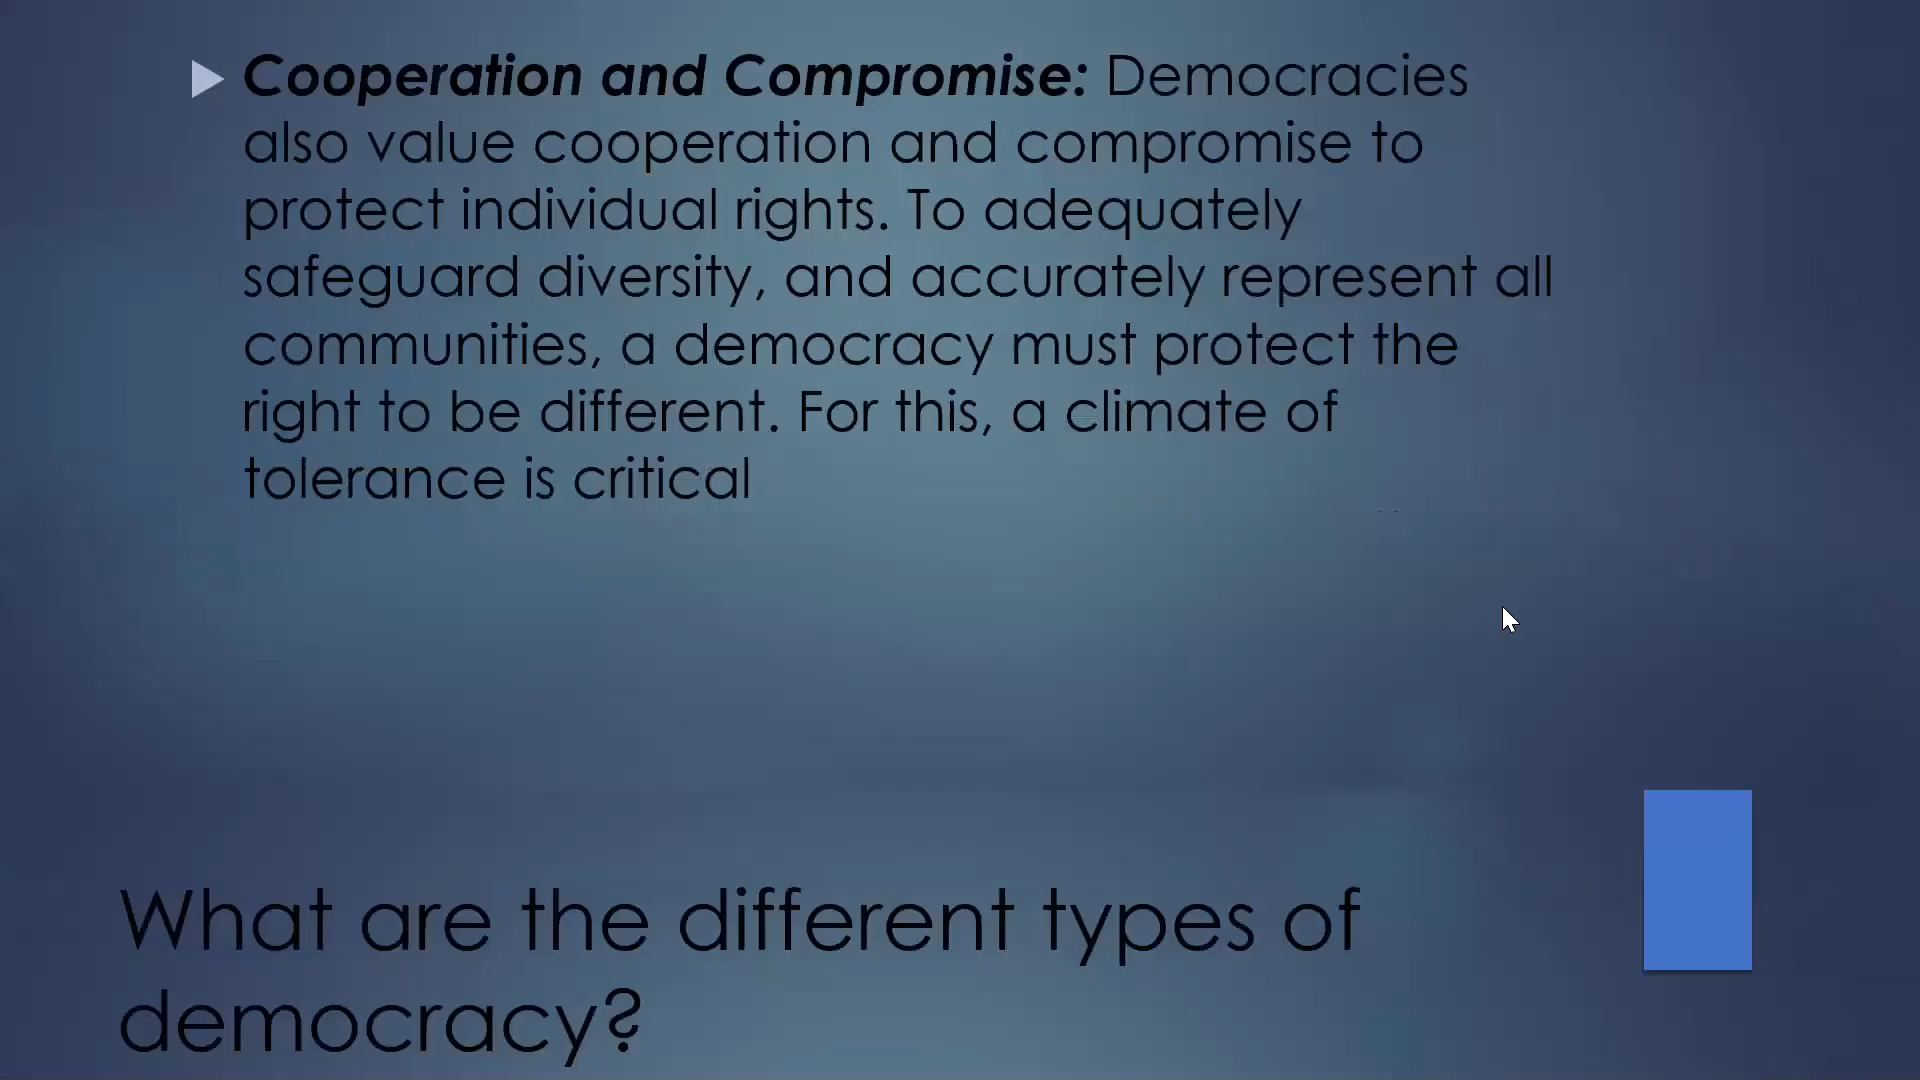 Cooperation and Compromise: Democracies
also value cooperation and compromise to
protect individual rights. To adequately
safeguard diversity, and accurately represent all
communities, a democracy must protect the
right to be different. For this, a climate of
tolerance is critical
What are the different types of
democracy?